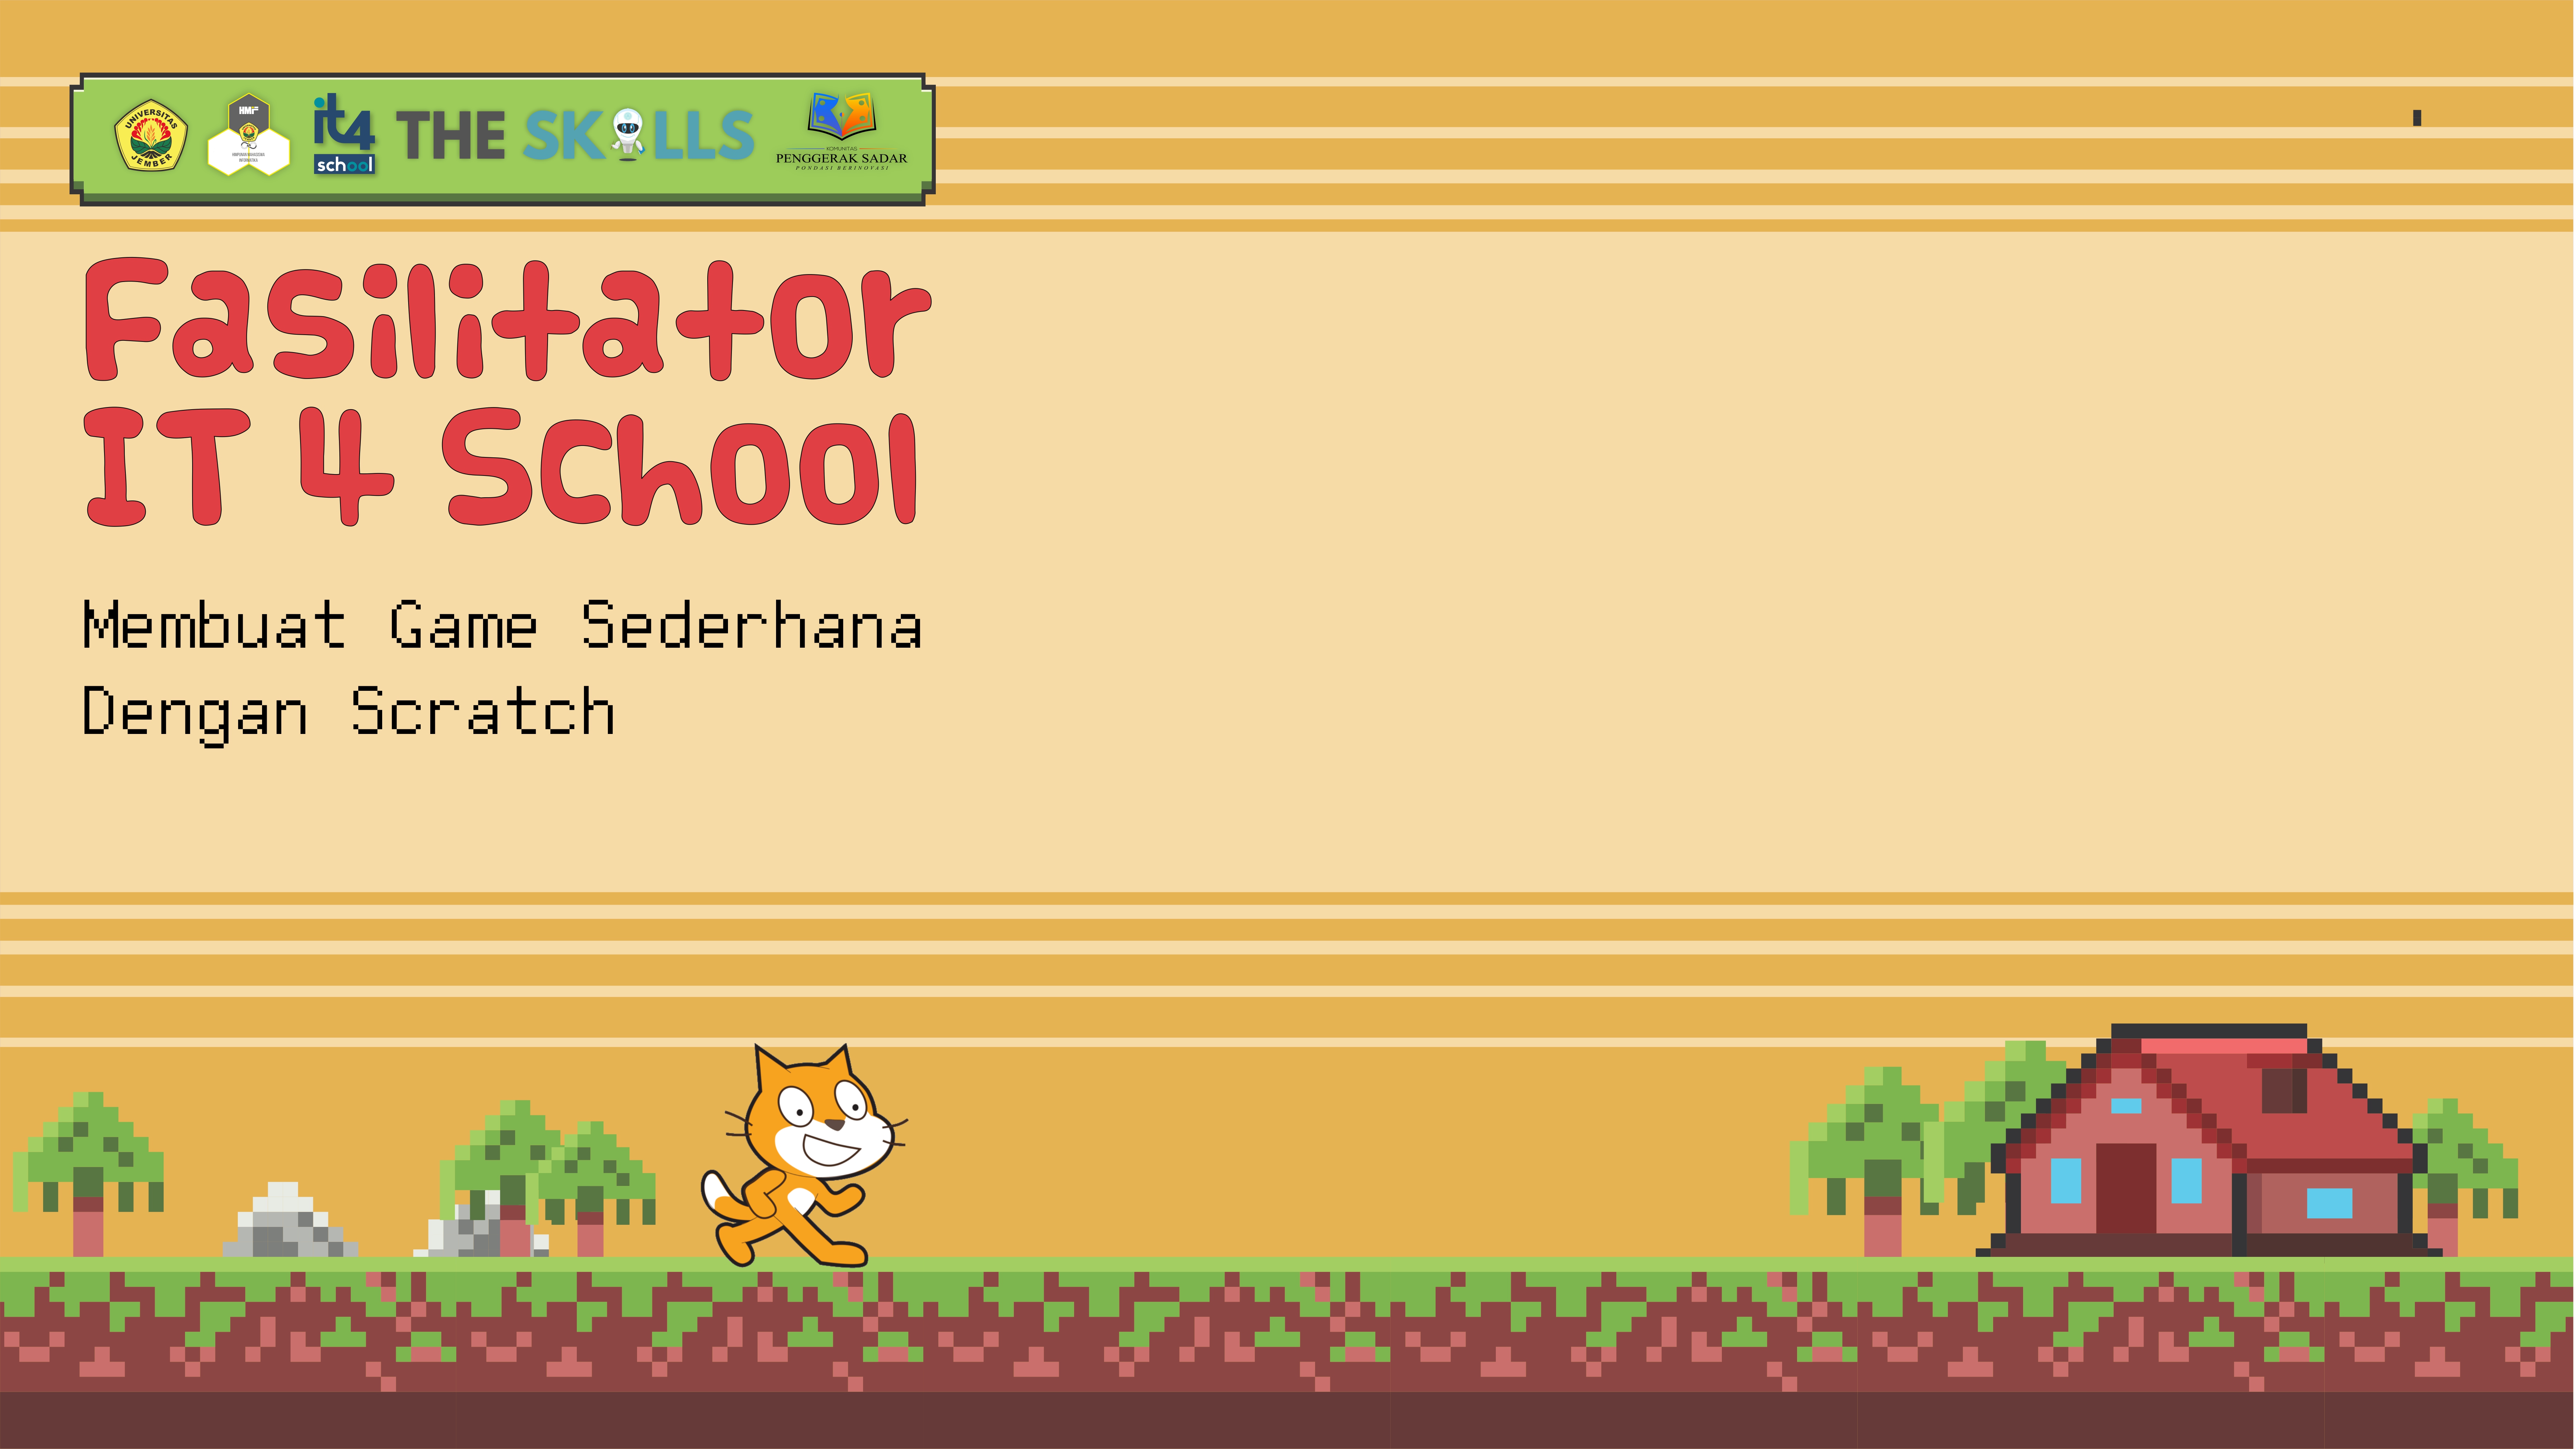 UNIVERSITAS
JEMBER
HMIF
it4
school
THE SKILLS
KOMUNITAS
PENGGERAK SADAR
PONDASI BERINOVASI
Fasilitator
IT 4 School
Membuat Game Sederhana
Dengan Scratch